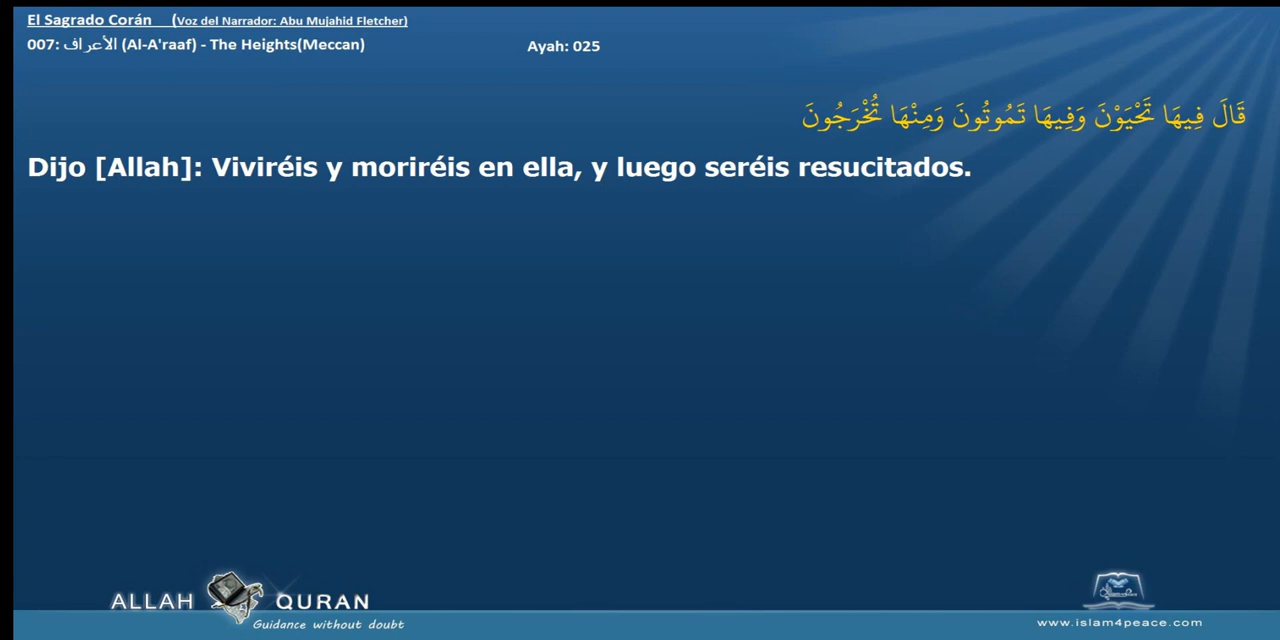 El Sagrado Corán (Voz del Narrador: Abu Mujahid Fletcher)
007: الأعراف (Al-A'raaf) - The Heights(Meccan) Ayah: 025
قَالَ فِيهَا تَحْيَوْنَ وَفِيهَا تَمُوتُونَ وَمِنْهَا تُخْرَجُونَ
Dijo [Allah]: Viviréis y moriréis en ella, y luego seréis resucitados.
ALLAH QURAN
Guidance without doubt
www.islam4peace.com